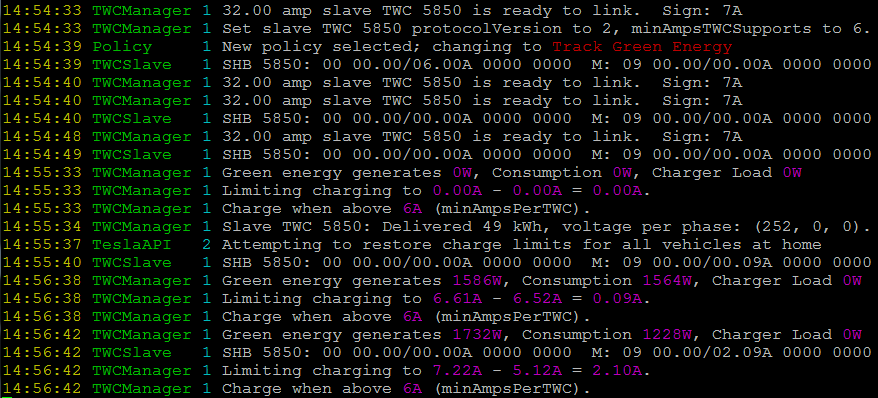 14:54:33 TWCManager 1 32.00 amp slave TWC 5850 is ready to link.  Sign: 7A
14:54:33 TWCManager 1 Set slave TWC 5850 protocolVersion to 2, minAmpsTWCSupports to 6.
14:54:39 Policy     1 New policy selected; changing to Track Green Energy
14:54:39 TWCSlave   1 SHB 5850: 00 00.00/06.00A 0000 0000  M: 09 00.00/00.00A 0000 0000
14:54:40 TWCManager 1 32.00 amp slave TWC 5850 is ready to link.  Sign: 7A
14:54:40 TWCManager 1 32.00 amp slave TWC 5850 is ready to link.  Sign: 7A
14:54:40 TWCSlave   1 SHB 5850: 00 00.00/00.00A 0000 0000  M: 09 00.00/00.00A 0000 0000
14:54:48 TWCManager 1 32.00 amp slave TWC 5850 is ready to link.  Sign: 7A
14:54:49 TWCSlave   1 SHB 5850: 00 00.00/00.00A 0000 0000  M: 09 00.00/00.00A 0000 0000
14:55:33 TWCManager 1 Green energy generates 0W, Consumption 0W, Charger Load 0W
14:55:33 TWCManager 1 Limiting charging to 0.00A - 0.00A = 0.00A.
14:55:33 TWCManager 1 Charge when above 6A (minAmpsPerTWC).
14:55:34 TWCManager 1 Slave TWC 5850: Delivered 49 kWh, voltage per phase: (252, 0, 0).
14:55:37 TeslaAPI   2 Attempting to restore charge limits for all vehicles at home
14:55:40 TWCSlave   1 SHB 5850: 00 00.00/00.00A 0000 0000  M: 09 00.00/00.09A 0000 0000
14:56:38 TWCManager 1 Green energy generates 1586W, Consumption 1564W, Charger Load 0W
14:56:38 TWCManager 1 Limiting charging to 6.61A - 6.52A = 0.09A.
14:56:38 TWCManager 1 Charge when above 6A (minAmpsPerTWC).
14:56:42 TWCManager 1 Green energy generates 1732W, Consumption 1228W, Charger Load 0W
14:56:42 TWCSlave   1 SHB 5850: 00 00.00/00.00A 0000 0000  M: 09 00.00/02.09A 0000 0000
14:56:42 TWCManager 1 Limiting charging to 7.22A - 5.12A = 2.10A.
14:56:42 TWCManager 1 Charge when above 6A (minAmpsPerTWC).